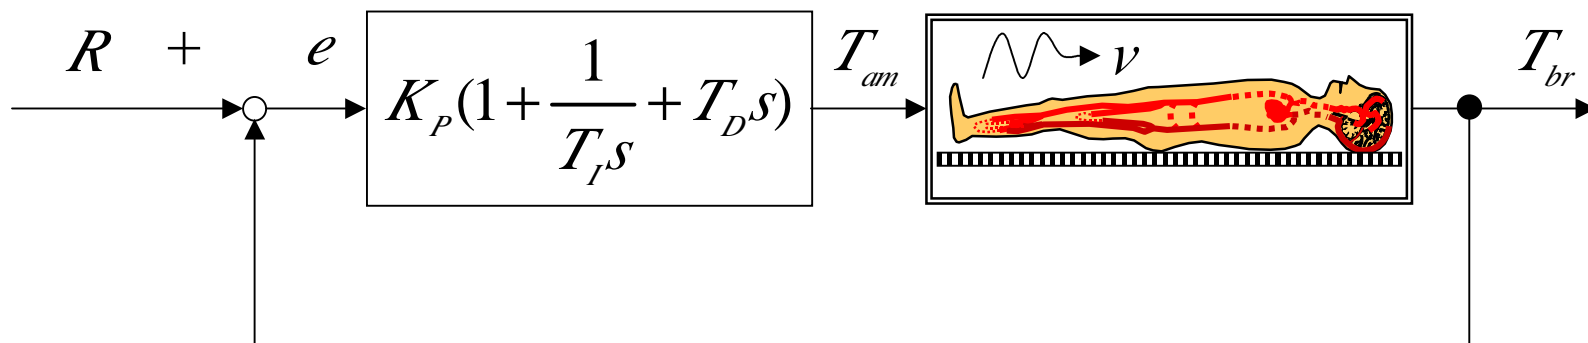 R + e K_P(1 + 1/(T_I s) + T_D s) T_am ν T_br